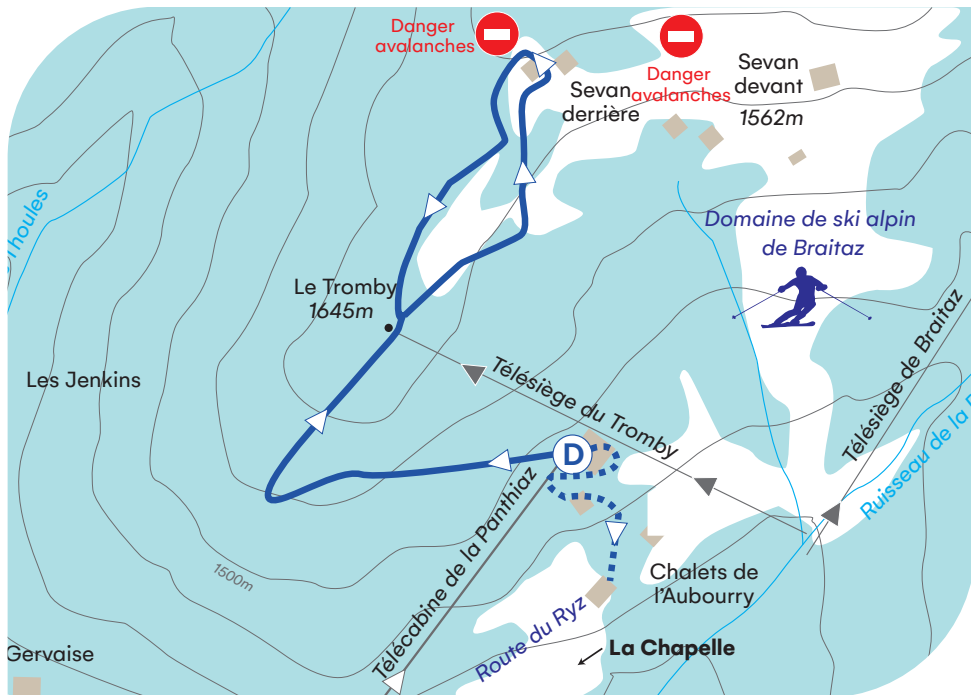 Danger
avalanches
Danger
avalanches
Sevan
derrière
Sevan
devant
1562m
Thoules
Domaine de ski alpin
de Braitaz
Le Tromby
1645m
Les Jenkins
Télésiège du Tromby
Télésiège de Braitaz
Ruisseau de la
D
Télécabine de la Panthiaz
1500m
Chalets de
l'Aubourry
Route du Ryz
La Chapelle
Gervaise